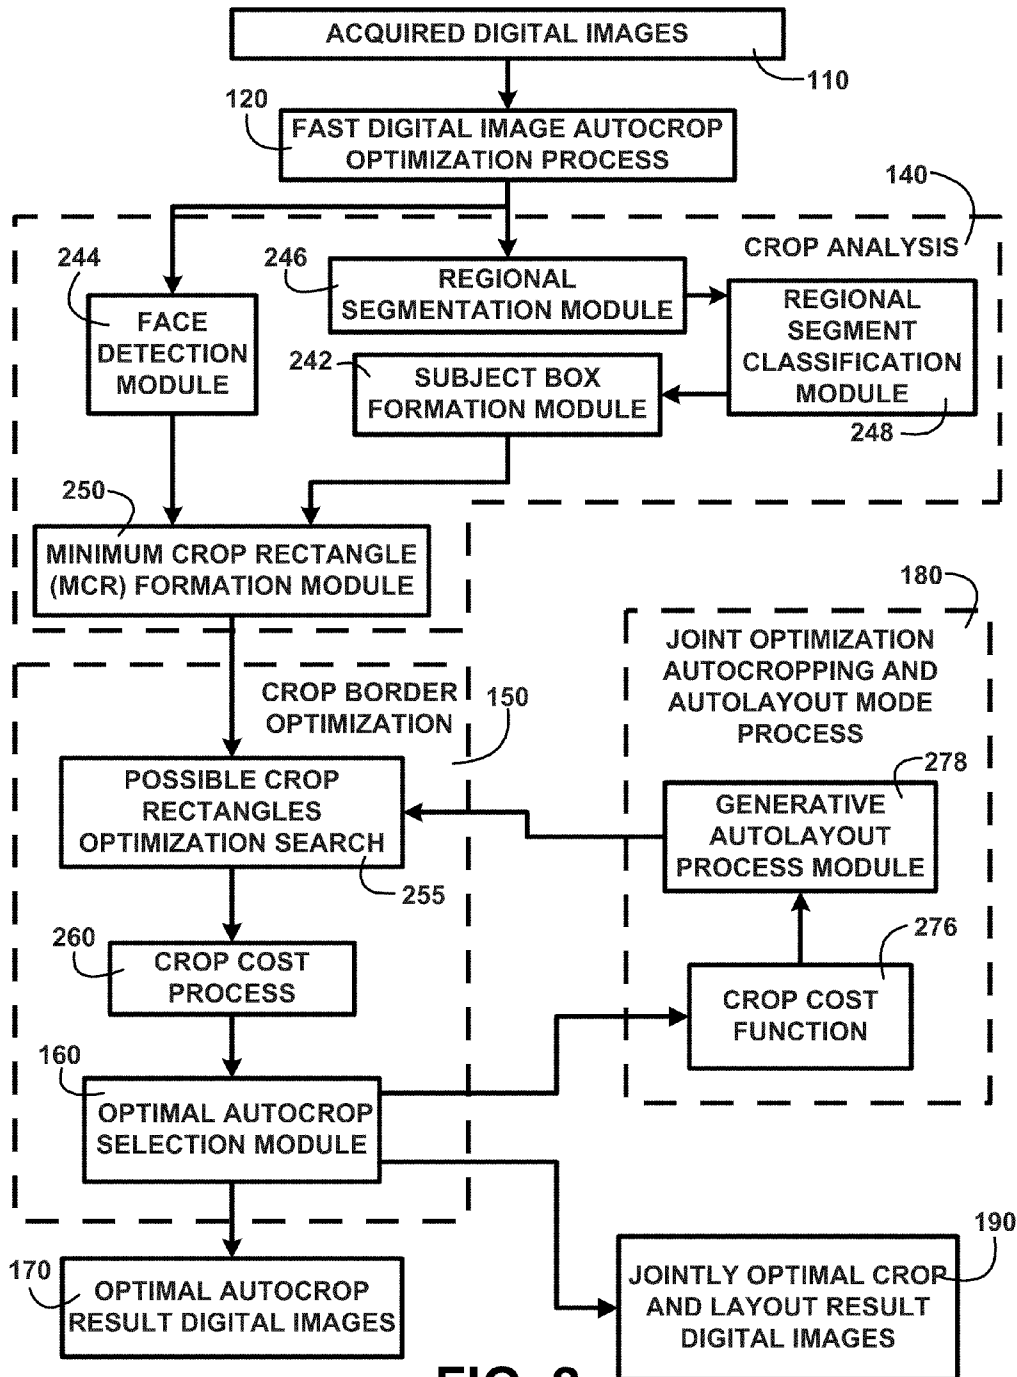 ACQUIRED DIGITAL IMAGES
110
120
FAST DIGITAL IMAGE AUTOCROP
OPTIMIZATION PROCESS
140
CROP ANALYSIS
244
246
REGIONAL
SEGMENTATION MODULE
FACE
DETECTION
MODULE
REGIONAL
SEGMENT
CLASSIFICATION
MODULE
242
SUBJECT BOX
FORMATION MODULE
248
250
MINIMUM CROP RECTANGLE
(MCR) FORMATION MODULE
180
JOINT OPTIMIZATION
AUTOCROPPING AND
AUTOLAYOUT MODE
PROCESS
CROP BORDER
OPTIMIZATION
150
POSSIBLE CROP
RECTANGLES
OPTIMIZATION SEARCH
255
278
GENERATIVE
AUTOLAYOUT
PROCESS MODULE
260
CROP COST
PROCESS
276
CROP COST
FUNCTION
160
OPTIMAL AUTOCROP
SELECTION MODULE
170
OPTIMAL AUTOCROP
RESULT DIGITAL IMAGES
190
JOINTLY OPTIMAL CROP
AND LAYOUT RESULT
DIGITAL IMAGES
FIG.